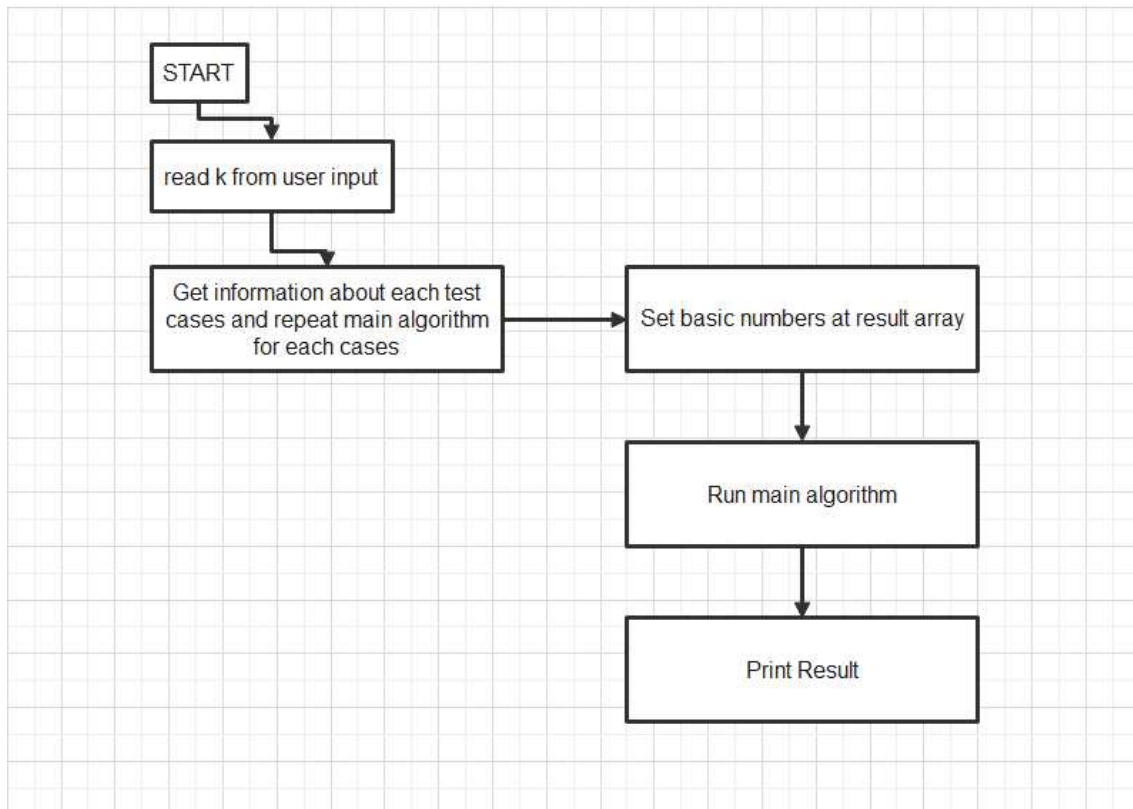 START
read k from user input
Get information about each test
cases and repeat main algorithm
for each cases
Set basic numbers at result array
Run main algorithm
Print Result